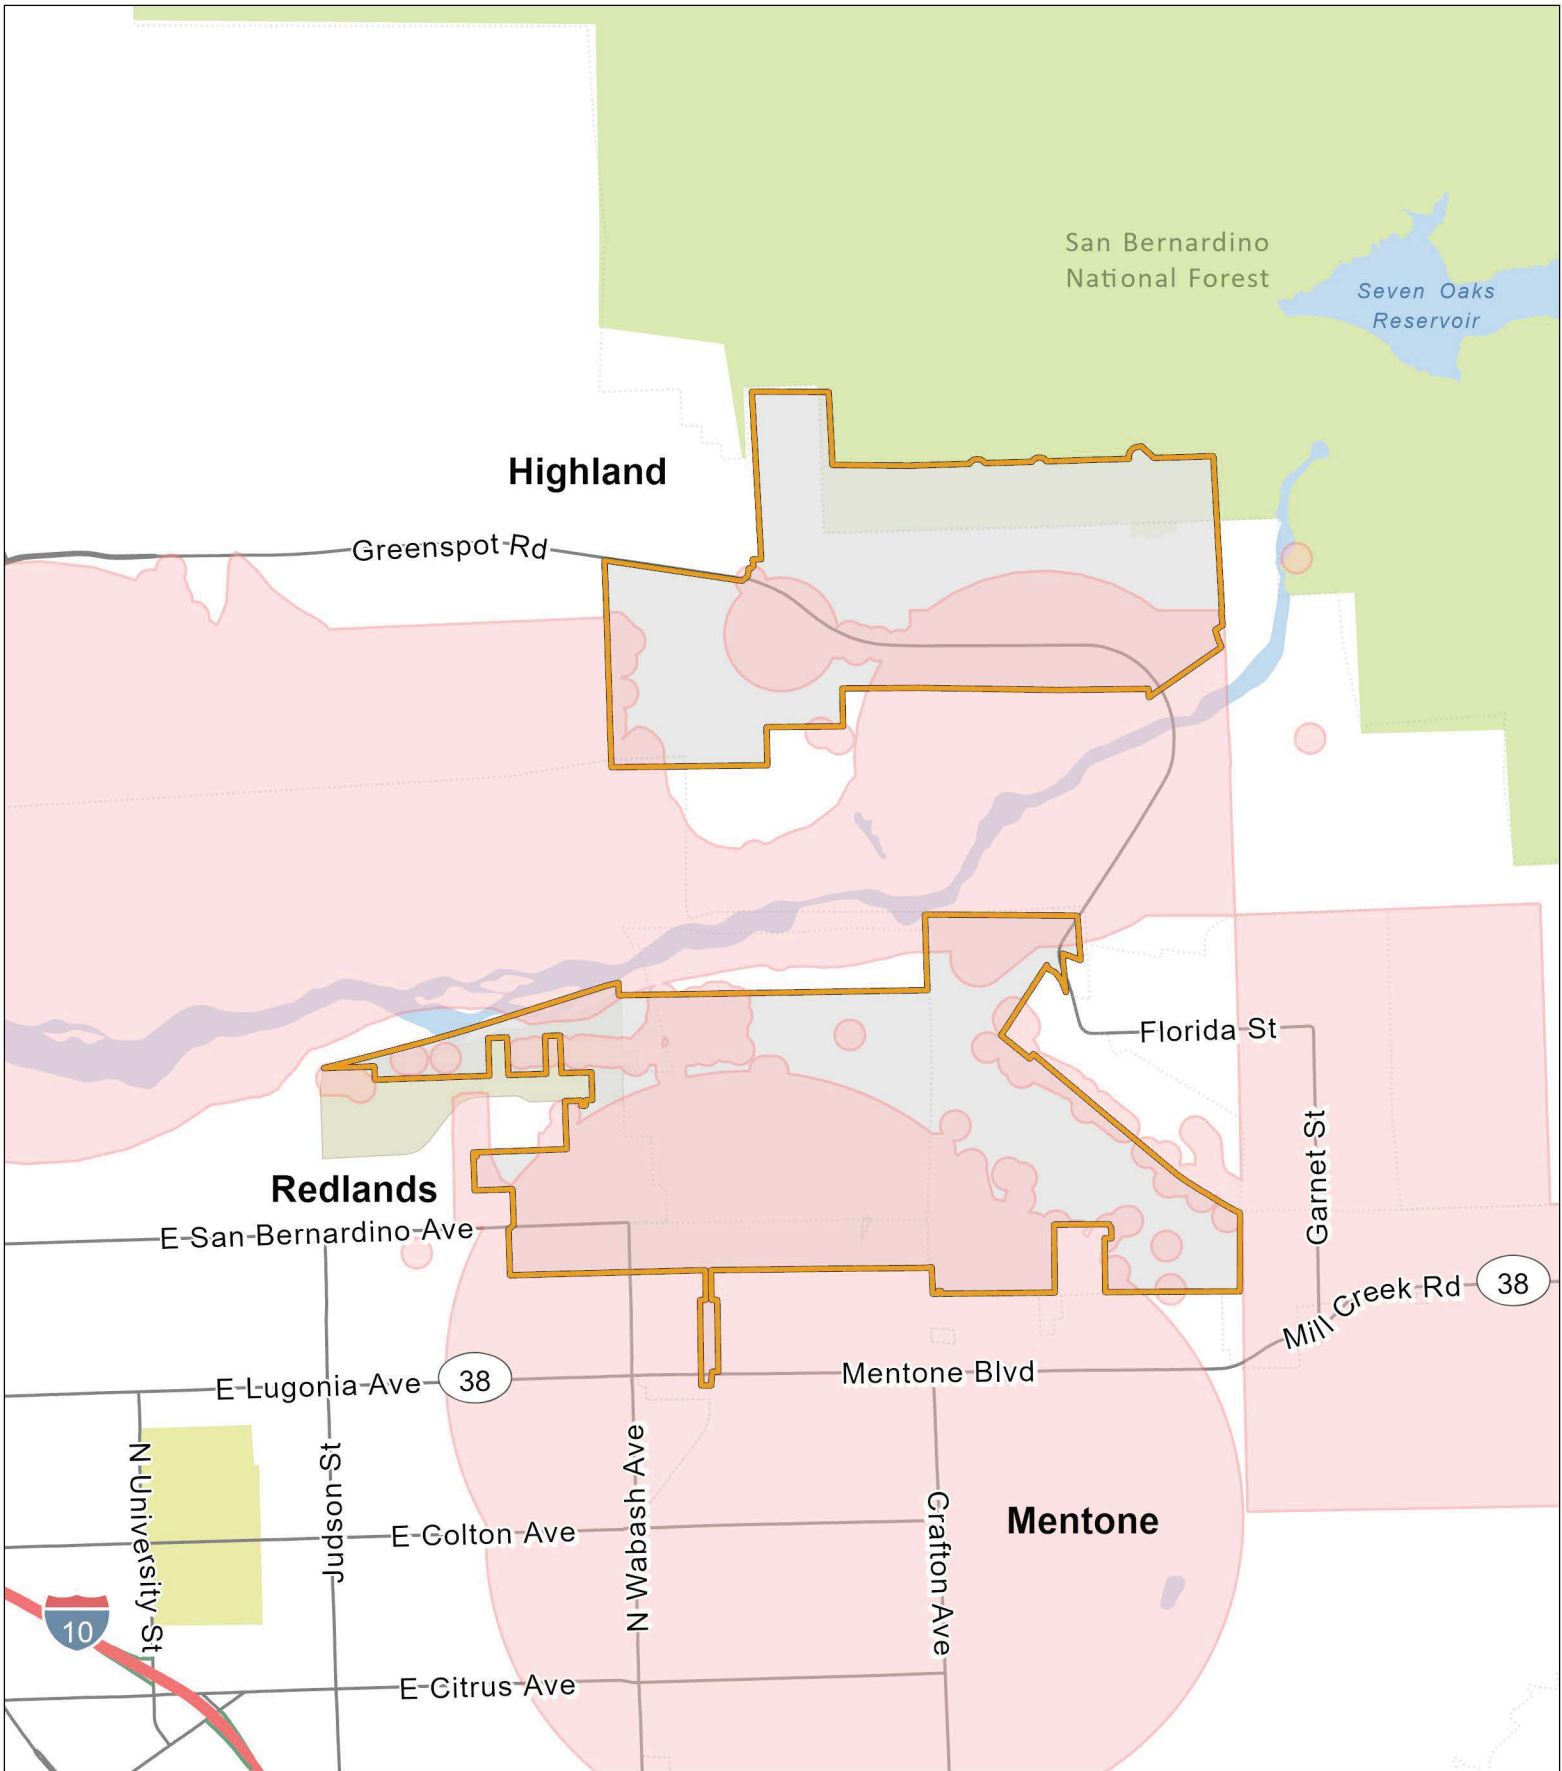 San Bernardino
National Forest
Seven Oaks
Reservoir
Highland
Greenspot Rd
Florida St
Garnet St
Redlands
E San Bernardino Ave
Mill Creek Rd
38
E Lugonia Ave
38
Mentone Blvd
N University St
Judson St
N Wabash Ave
Crafton Ave
E Colton Ave
Mentone
10
E Citrus Ave